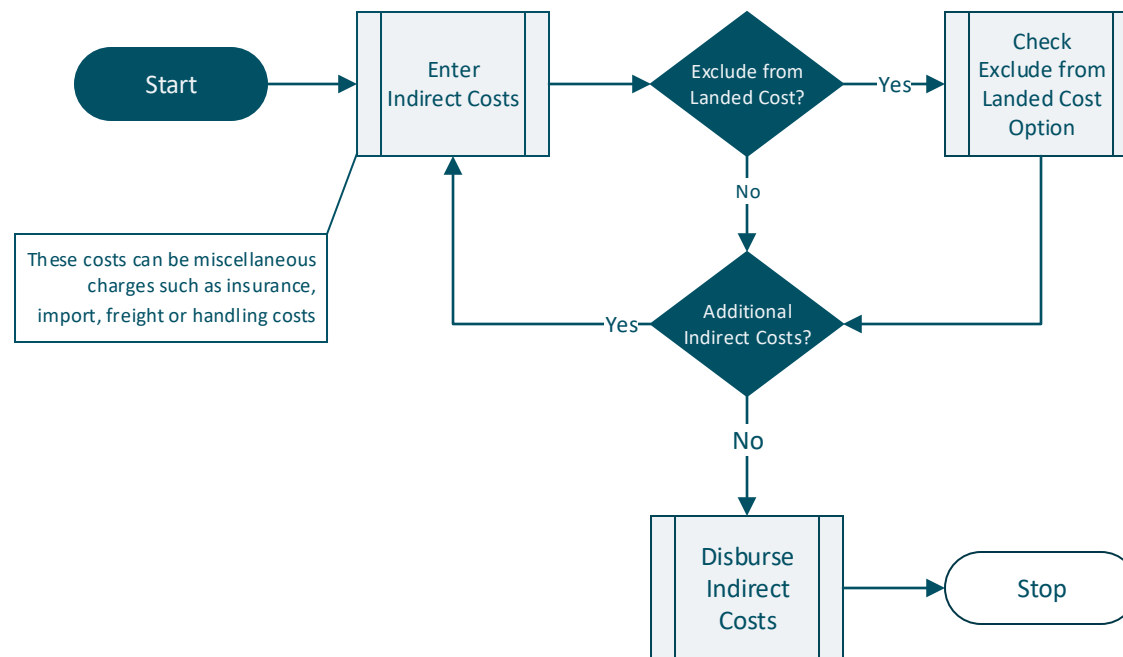 Start
Enter
Indirect Costs
Exclude from
Landed Cost?
Yes
Check
Exclude from
Landed Cost
Option
No
These costs can be miscellaneous
charges such as insurance,
import, freight or handling costs
Yes
Additional
Indirect Costs?
No
Disburse
Indirect
Costs
Stop